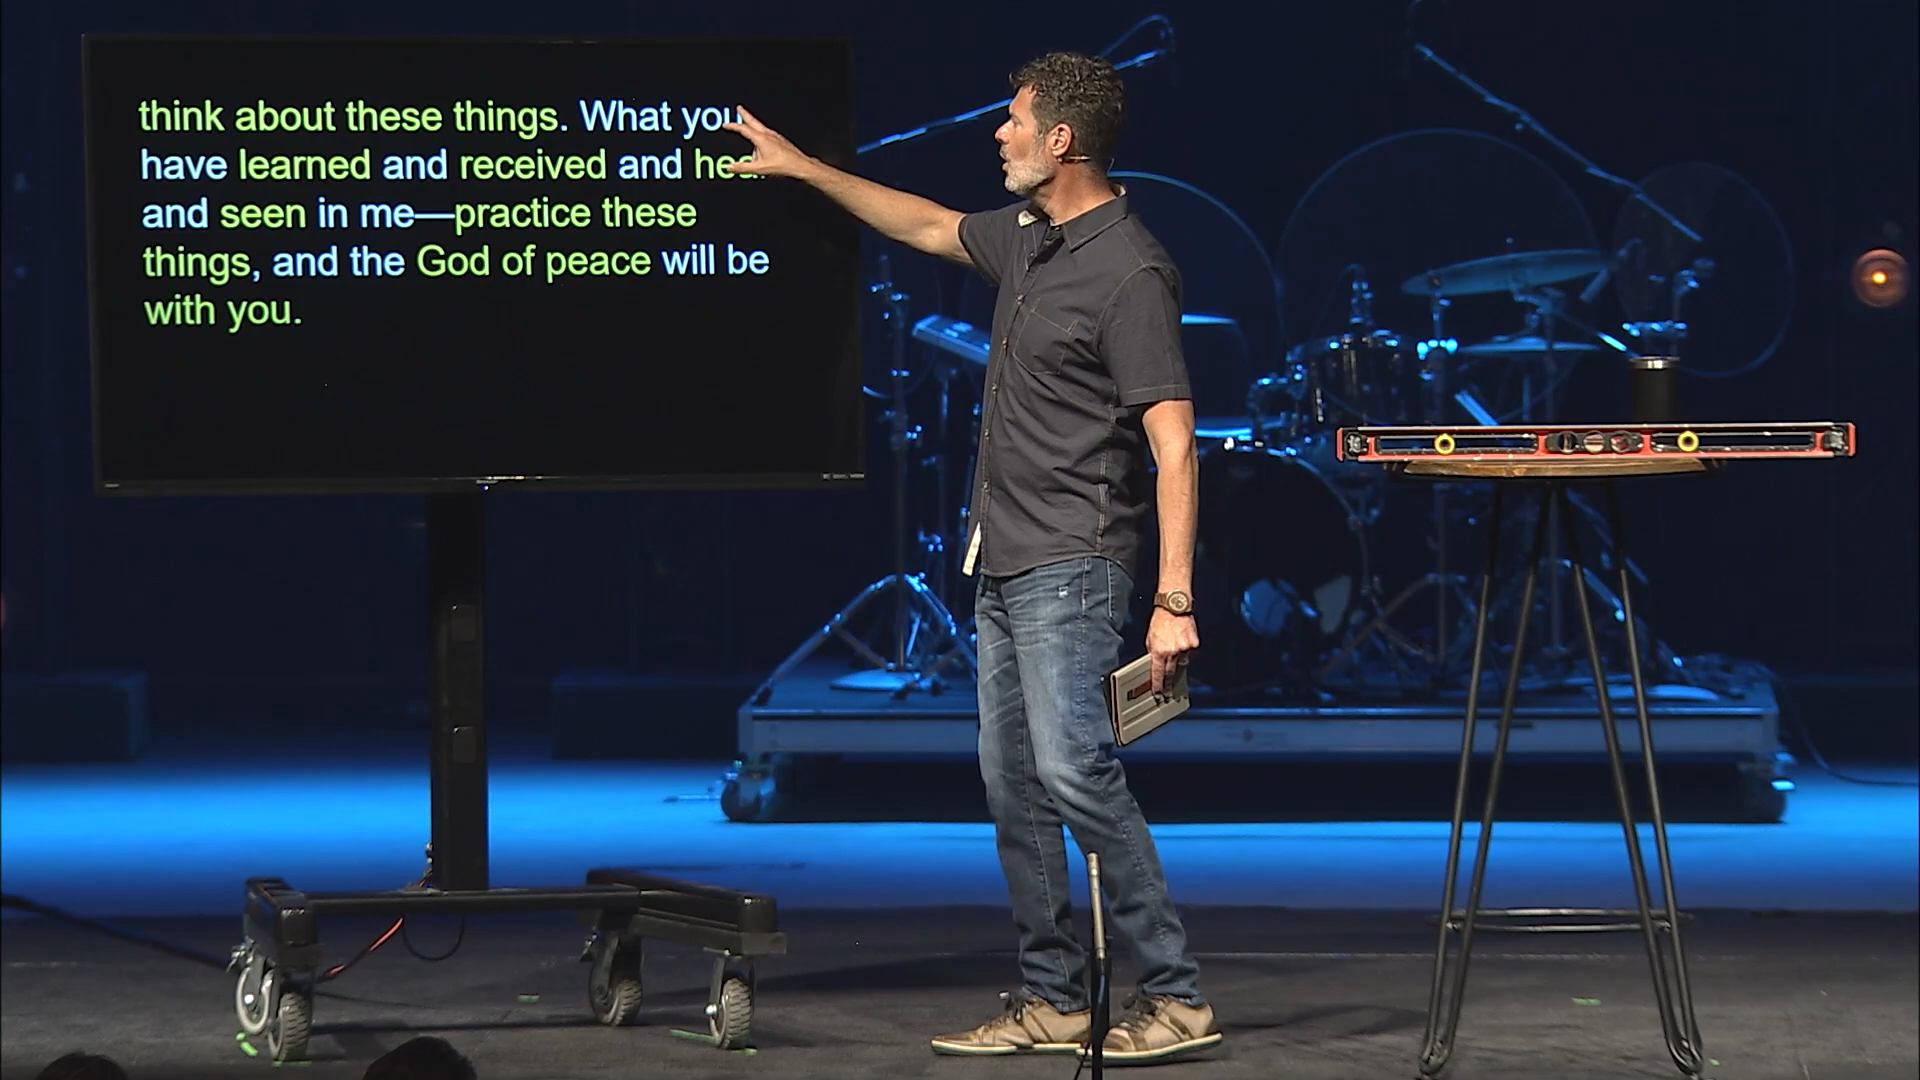 think about these things. What you
have learned and received and hear
and seen in me—practice these
things, and the God of peace will be
with you.